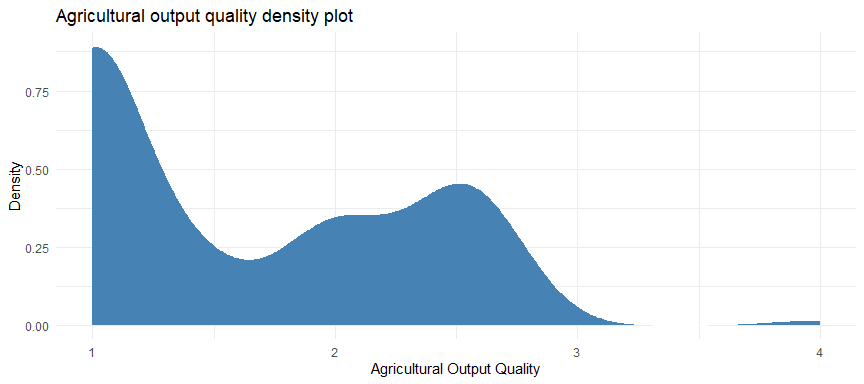 Agricultural output quality density plot
Density
0.75
0.50
0.25
0.00
1 2 3 4
Agricultural Output Quality